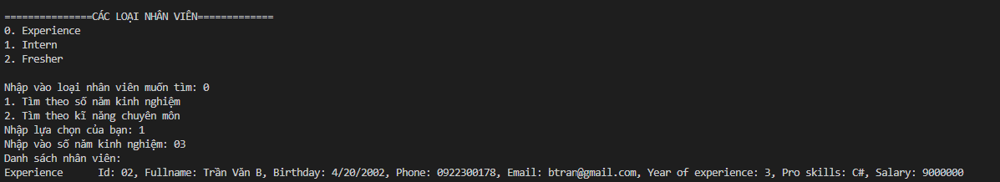 ===============CÁC LOẠI NHÂN VIÊN=============
0. Experience
1. Intern
2. Fresher
Nhập vào loại nhân viên muốn tìm: 0
1. Tìm theo số năm kinh nghiệm
2. Tìm theo kĩ năng chuyên môn
Nhập lựa chọn của bạn: 1
Nhập vào số năm kinh nghiệm: 03
Danh sách nhân viên:
Experience      Id: 02, Fullname: Trần Văn B, Birthday: 4/20/2002, Phone: 0922300178, Email: btran@gmail.com, Year of experience: 3, Pro skills: C#, Salary: 9000000